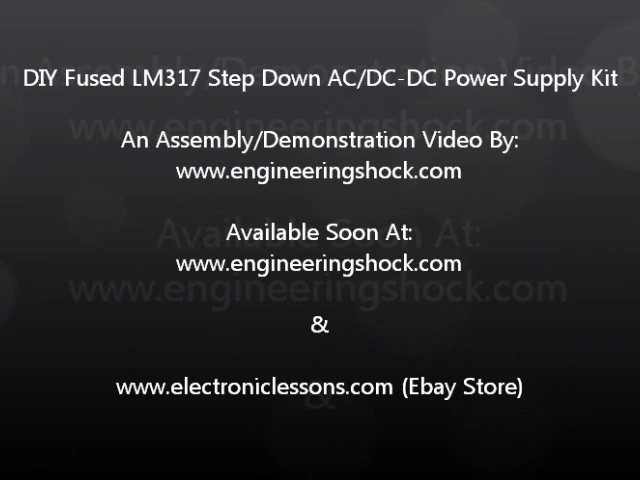 DIY Fused LM317 Step Down AC/DC-DC Power Supply Kit
An Assembly/Demonstration Video By:
www.engineeringshock.com
Available Soon At:
www.engineeringshock.com
&
www.electroniclessons.com (Ebay Store)